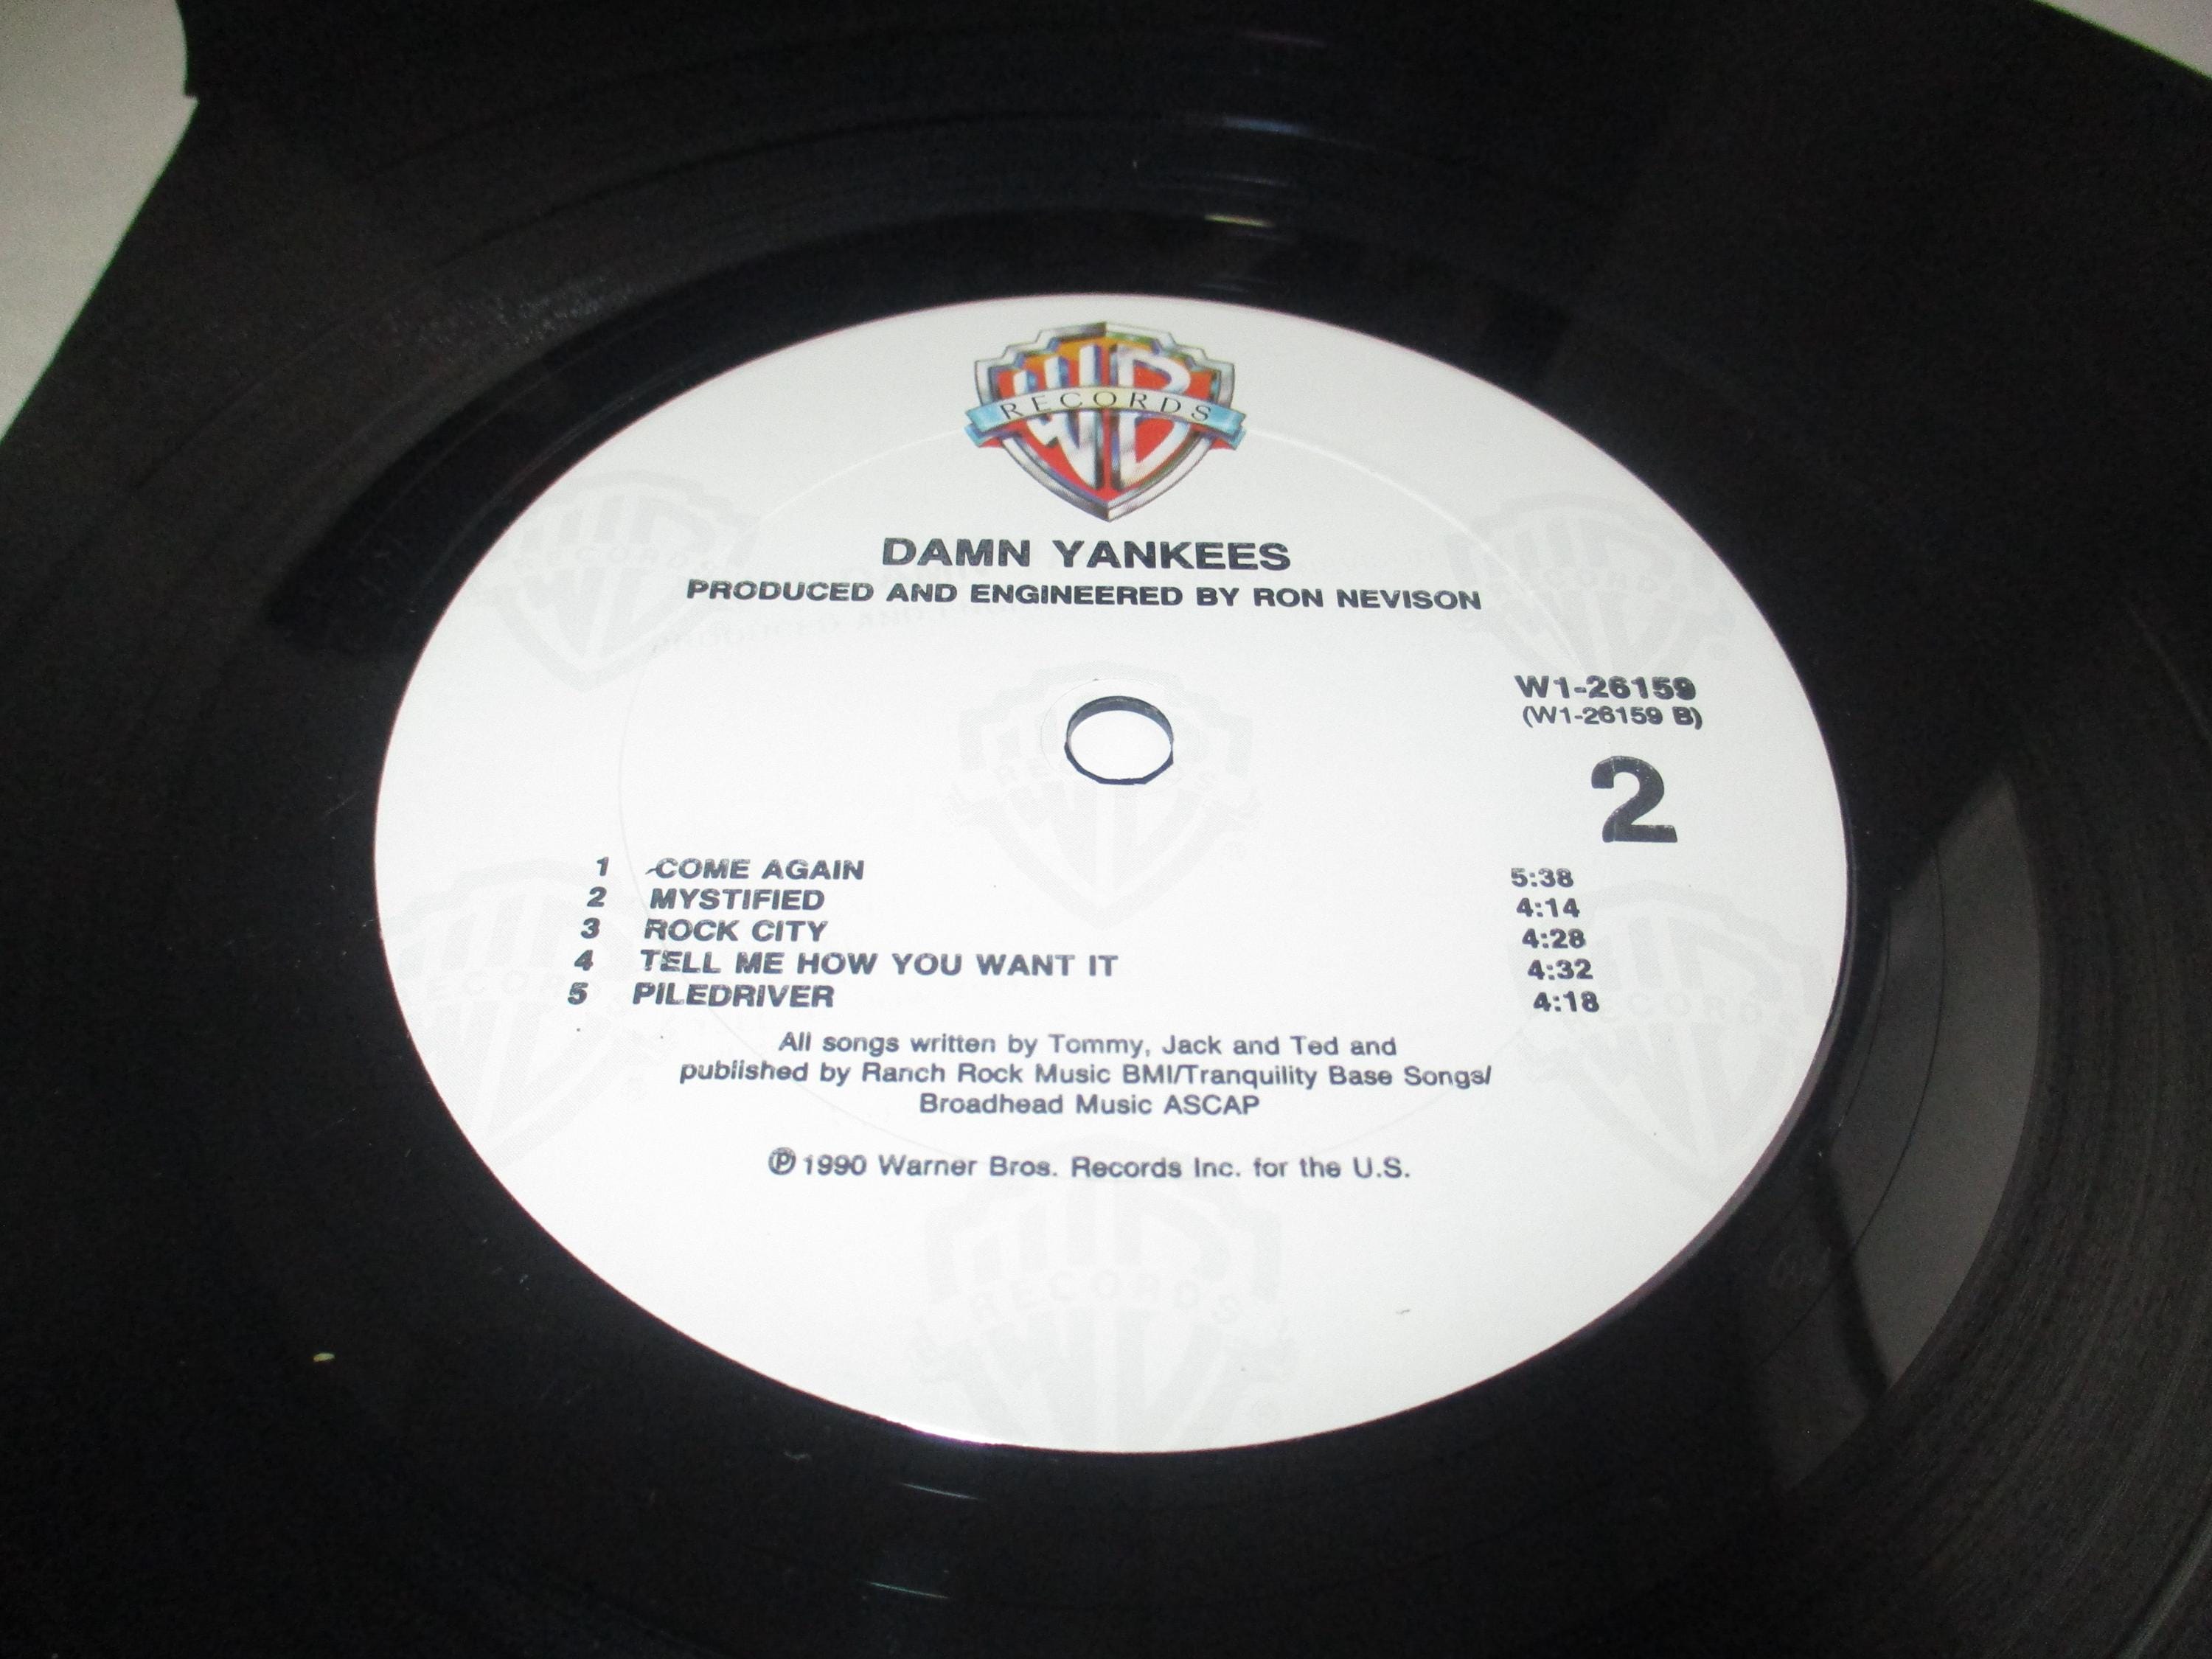 WB
RECORDS
DAMN YANKEES
PRODUCED AND ENGINEERED BY RON NEVISON
W1-26159
(W1-26159 B)
2
1 COME AGAIN 5:38
2 MYSTIFIED 4:14
3 ROCK CITY 4:28
4 TELL ME HOW YOU WANT IT 4:32
5 PILEDRIVER 4:18
All songs written by Tommy, Jack and Ted and
published by Ranch Rock Music BMI/Tranquility Base Songs/
Broadhead Music ASCAP
℗ 1990 Warner Bros. Records Inc. for the U.S.